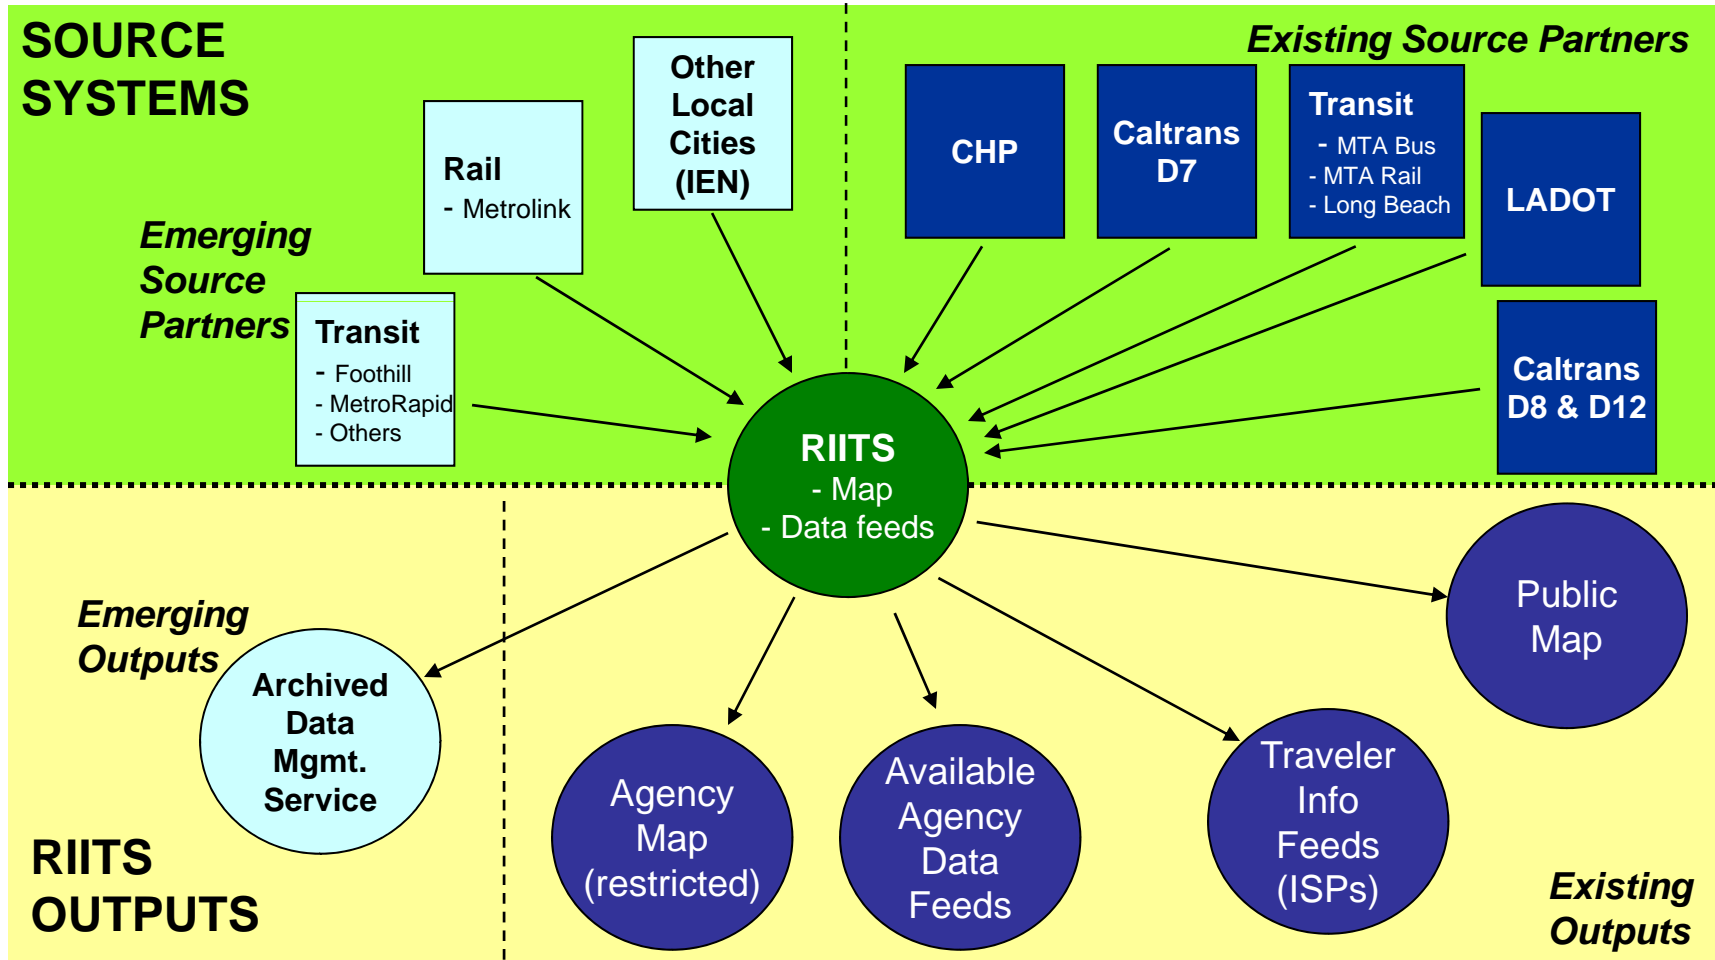 SOURCE
SYSTEMS
Existing Source Partners
Other
Local
Cities
(IEN)
Rail
- Metrolink
Emerging
Source
Partners
Transit
- Foothill
- MetroRapid
- Others
CHP
Caltrans
D7
Transit
- MTA Bus
- MTA Rail
- Long Beach
LADOT
Caltrans
D8 & D12
RIITS
- Map
- Data feeds
Emerging
Outputs
Archived
Data
Mgmt.
Service
RIITS
OUTPUTS
Agency
Map
(restricted)
Available
Agency
Data
Feeds
Traveler
Info
Feeds
(ISPs)
Public
Map
Existing
Outputs